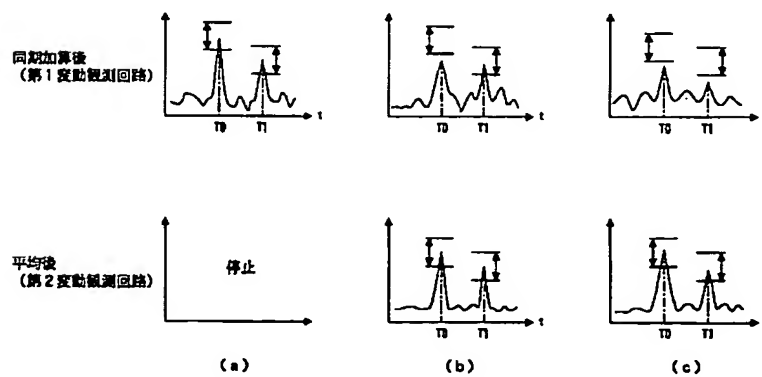 同期加算後
(第1変動観測回路)
T0 T1 t
T0 T1 t
T0 T1
平均後
(第2変動観測回路)
停止
T0 T1 t
T0 T1
(a) (b) (c)